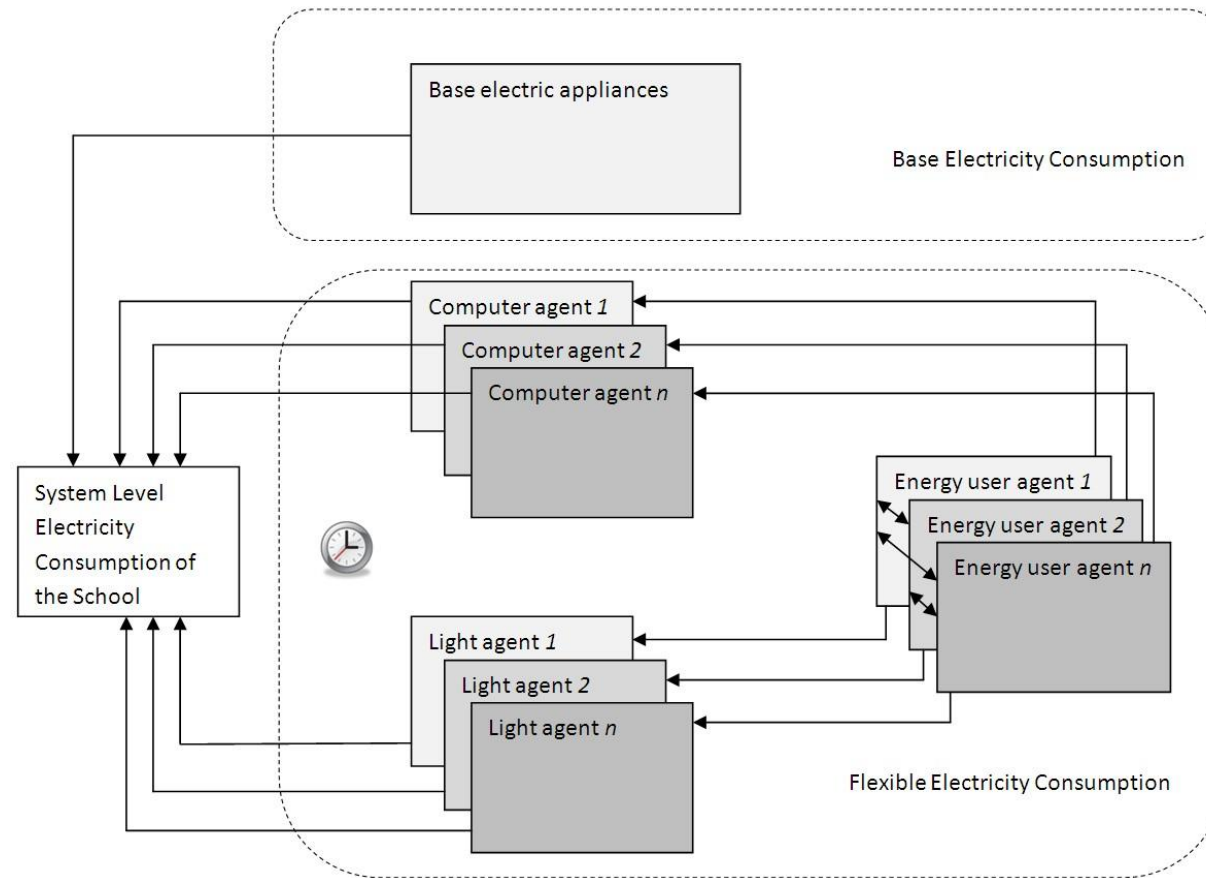 Base electric appliances
Base Electricity Consumption
Computer agent 1
Computer agent 2
Computer agent n
Energy user agent 1
Energy user agent 2
Energy user agent n
System Level
Electricity
Consumption of
the School
Light agent 1
Light agent 2
Light agent n
Flexible Electricity Consumption